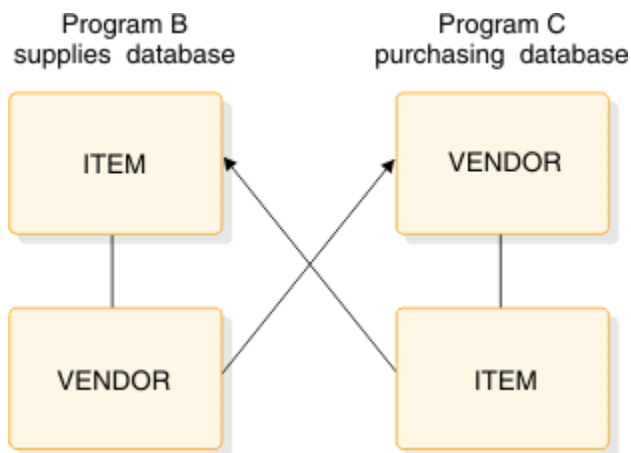 Program B
supplies database
Program C
purchasing database
ITEM
VENDOR
VENDOR
ITEM